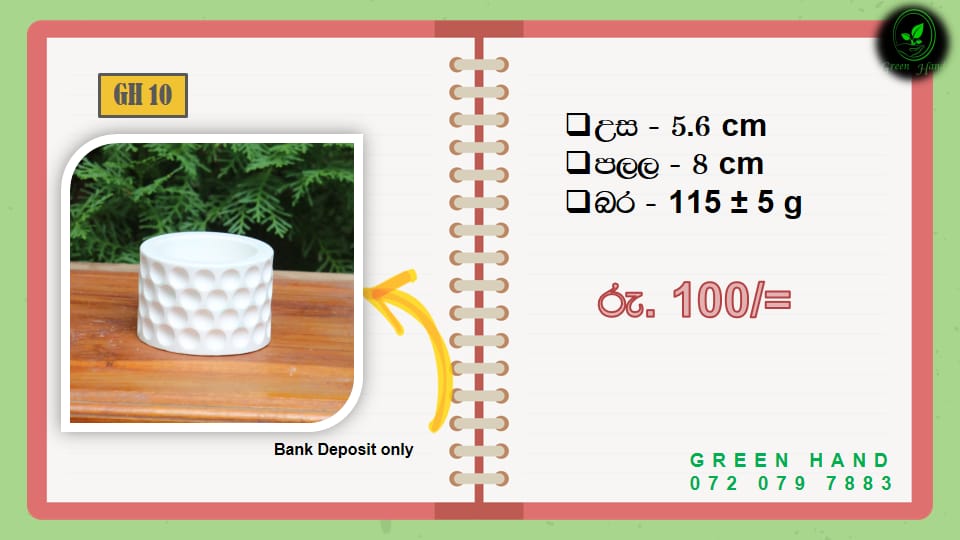 Green Hand
GH 10
❑උස - 5.6 cm
❑පලල - 8 cm
❑බර - 115 ± 5 g
රු. 100/=
Bank Deposit only
GREEN HAND
072 079 7883